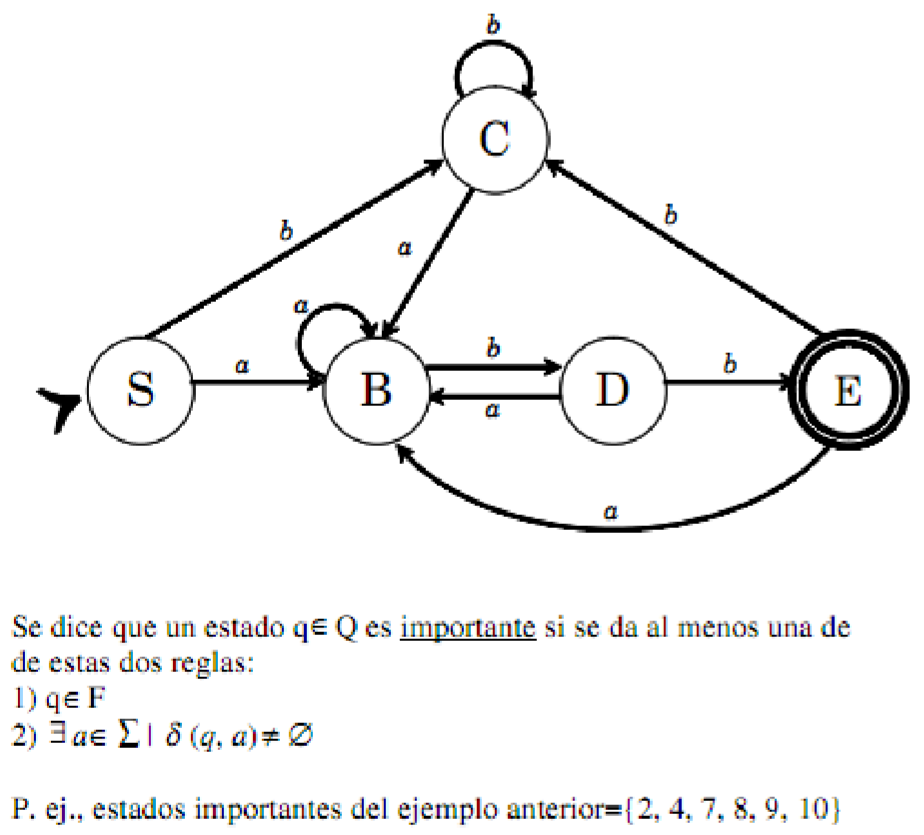 b
C
b
b
a
a
S
a
B
b
a
D
b
E
a
Se dice que un estado q∈ Q es importante si se da al menos una de
de estas dos reglas:
1) q∈ F
2) ∃ a∈ Σ | δ (q, a) ≠ ∅
P. ej., estados importantes del ejemplo anterior={2, 4, 7, 8, 9, 10}